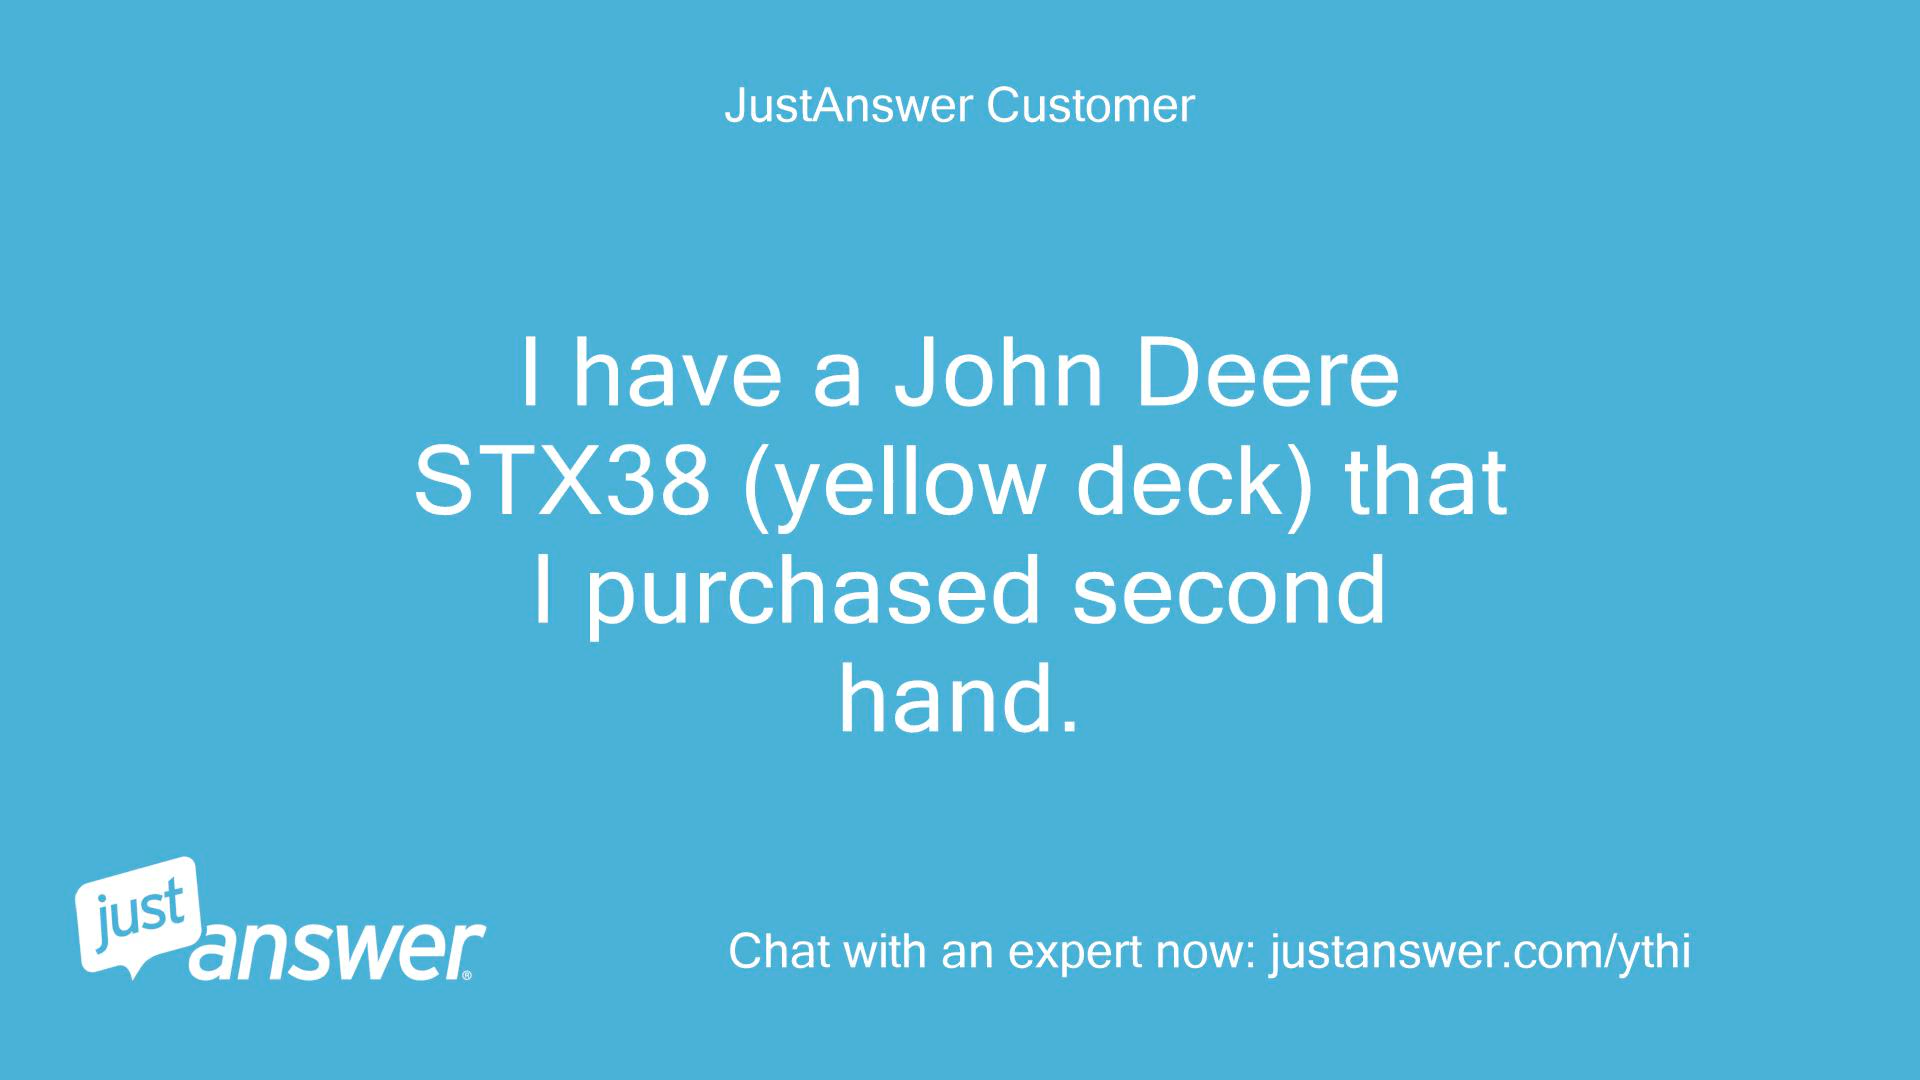 JustAnswer Customer
I have a John Deere
STX38 (yellow deck) that
I purchased second
hand.
just
answer®
Chat with an expert now: justanswer.com/ythi